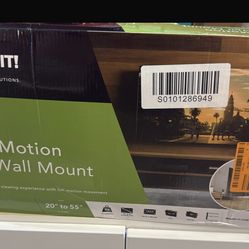 IT!
UTIONS
S0101286949
Motion
Wall Mount
viewing experience with full motion movement
20" to 55"